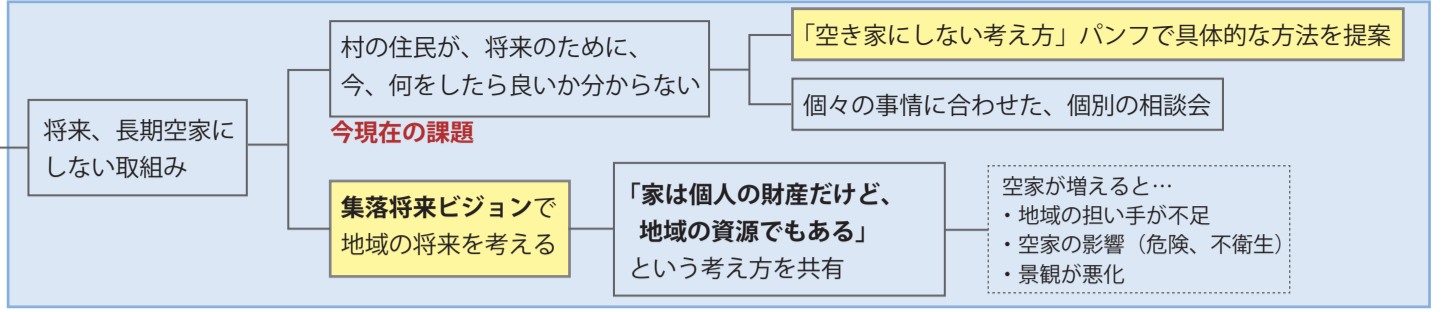 将来、長期空家に
しない取組み
村の住民が、将来のために、
今、何をしたら良いか分からない
今現在の課題
「空き家にしない考え方」パンフで具体的な方法を提案
個々の事情に合わせた、個別の相談会
集落将来ビジョンで
地域の将来を考える
「家は個人の財産だけど、
地域の資源でもある」
という考え方を共有
空家が増えると…
・地域の担い手が不足
・空家の影響（危険、不衛生）
・景観が悪化